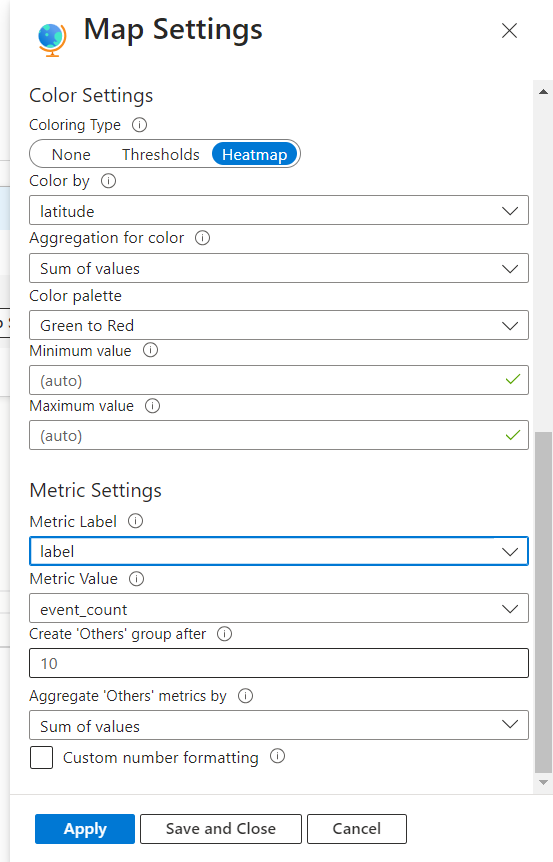 Map Settings
Color Settings
Coloring Type
None Thresholds Heatmap
Color by
latitude
Aggregation for color
Sum of values
Color palette
Green to Red
Minimum value
(auto)
Maximum value
(auto)
Metric Settings
Metric Label
label
Metric Value
event_count
Create 'Others' group after
10
Aggregate 'Others' metrics by
Sum of values
Custom number formatting
Apply Save and Close Cancel